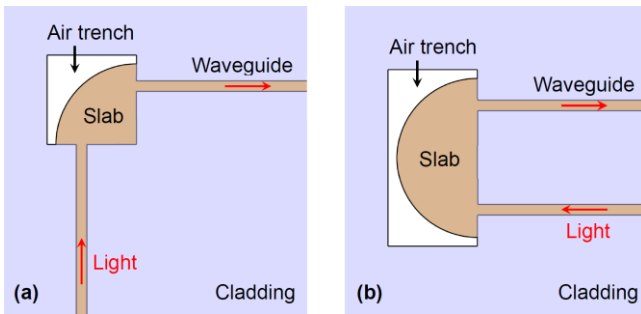 Air trench
Waveguide
Slab
Light
(a)
Cladding
Air trench
Waveguide
Slab
Light
(b)
Cladding